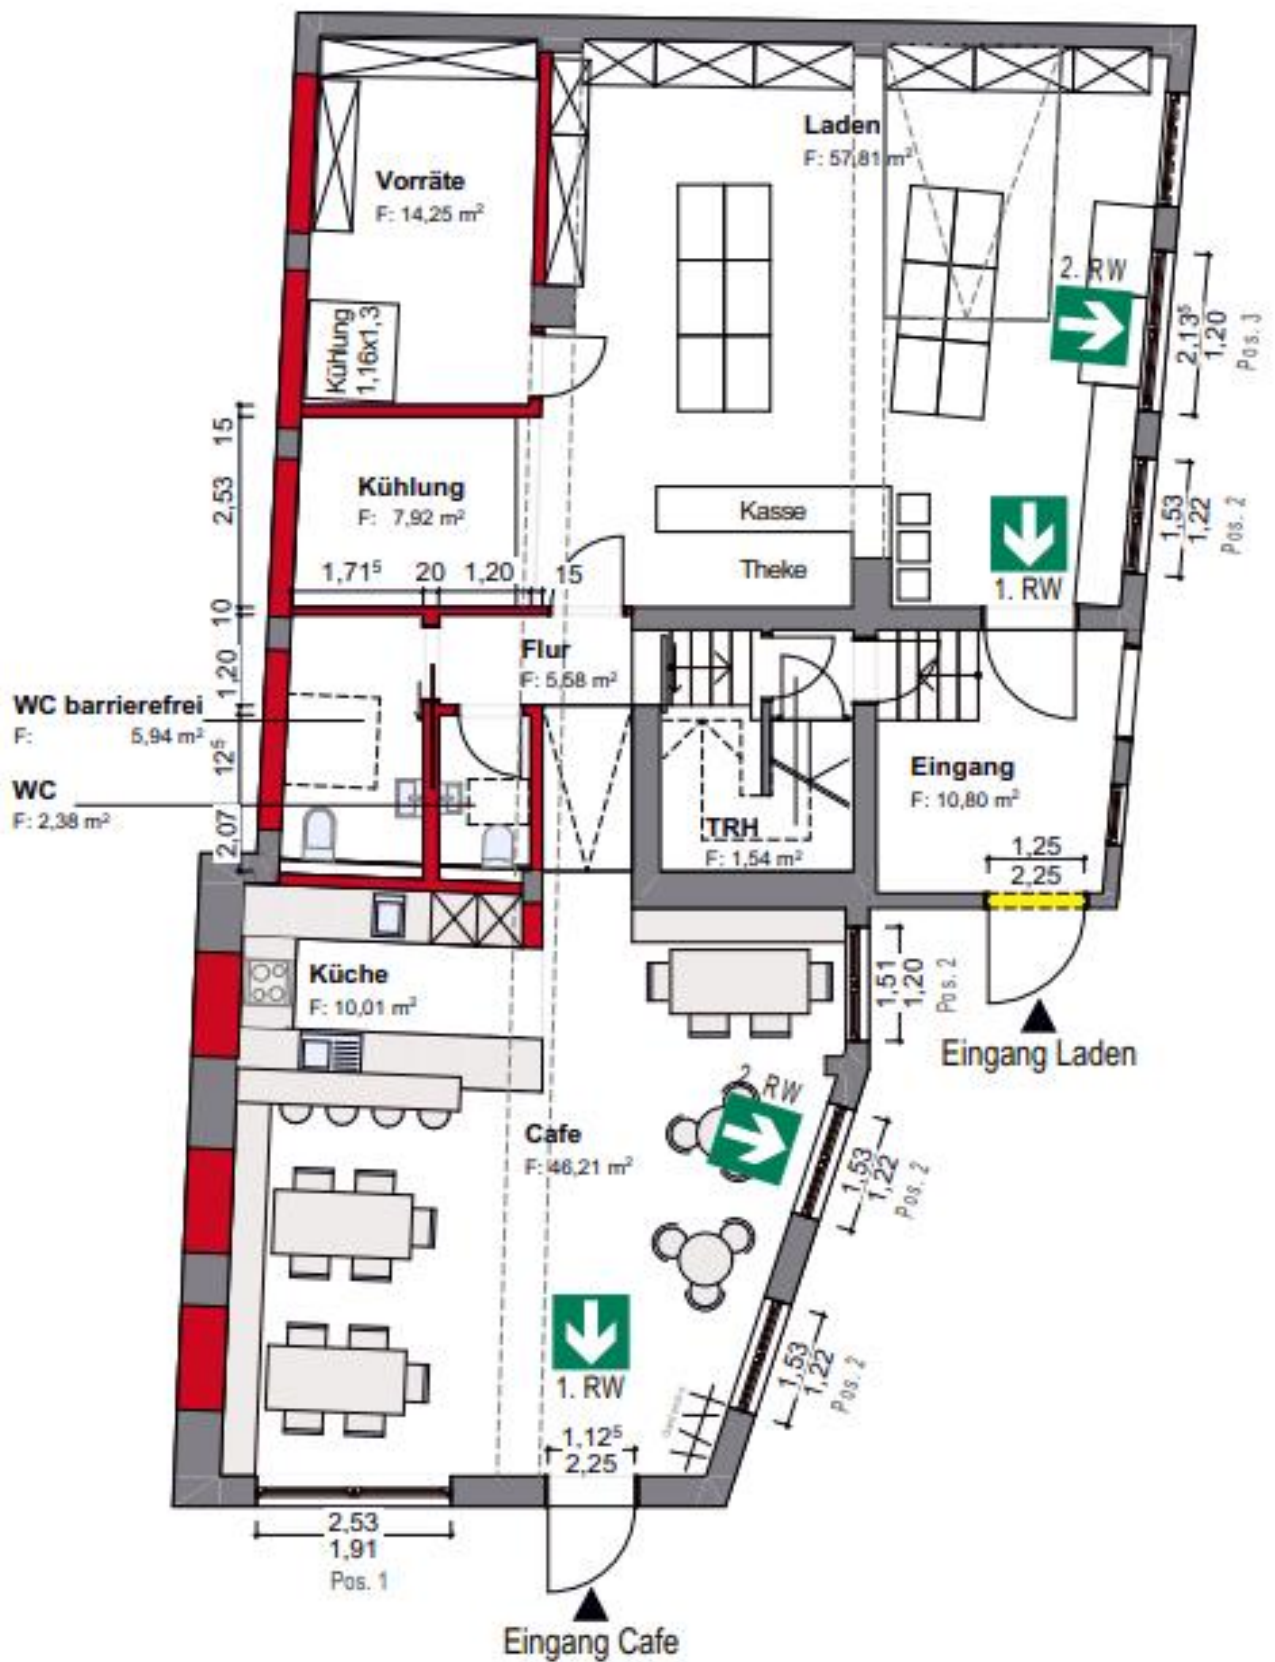 Laden
F: 57,81 m²
Vorräte
F: 14,25 m²
2. RW
2,13⁵
1,20
Pos. 3
Kühlung
1,16x1,3
15
2,53
Kühlung
F: 7,92 m²
Kasse
Theke
1,53
1,22
Pos. 2
1. RW
1,71⁵
20
1,20
15
10
1,20
Flur
F: 5,58 m²
WC barrierefrei
F: 5,94 m²
12⁵
WC
F: 2,38 m²
2,07
Eingang
F: 10,80 m²
TRH
F: 1,54 m²
1,25
2,25
Küche
F: 10,01 m²
1,51
1,20
Pos. 2
Eingang Laden
2. RW
Cafe
F: 46,21 m²
1,53
1,22
Pos. 2
1. RW
1,53
1,22
Pos. 2
1,12⁵
2,25
2,53
1,91
Pos. 1
Eingang Cafe